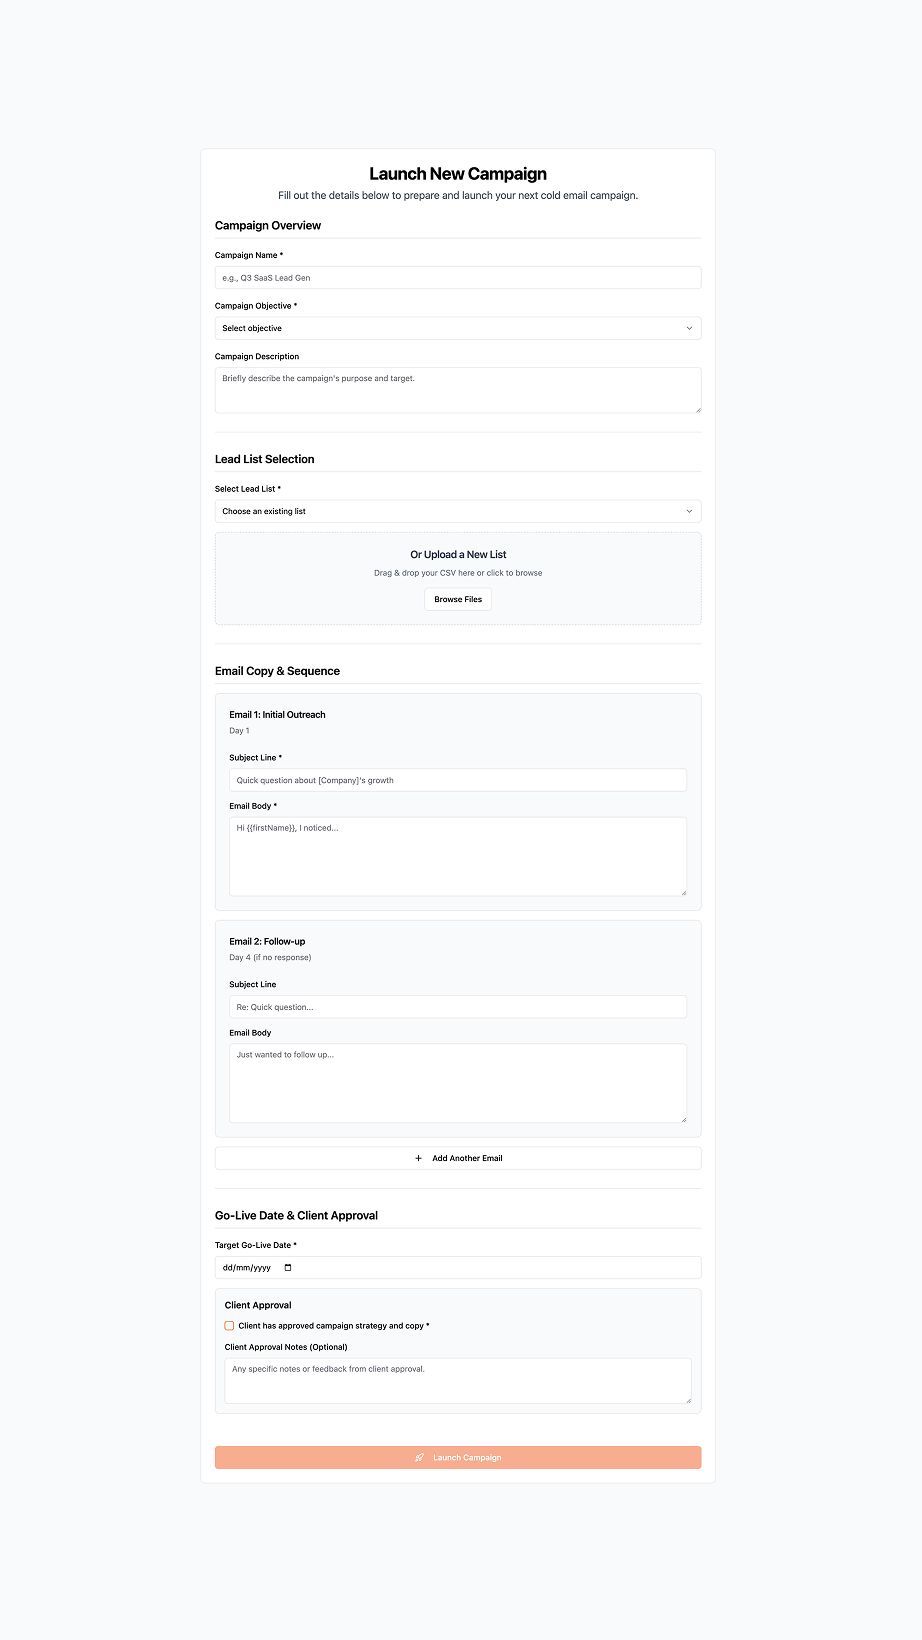 Launch New Campaign
Fill out the details below to prepare and launch your next cold email campaign.
Campaign Overview
Campaign Name *
e.g., Q3 SaaS Lead Gen
Campaign Objective *
Select objective
Campaign Description
Briefly describe the campaign's purpose and target.
Lead List Selection
Select Lead List *
Choose an existing list
Or Upload a New List
Drag & drop your CSV here or click to browse
Browse Files
Email Copy & Sequence
Email 1: Initial Outreach
Day 1
Subject Line *
Quick question about [Company]'s growth
Email Body *
Hi {{firstName}}, I noticed...
Email 2: Follow-up
Day 4 (if no response)
Subject Line
Re: Quick question...
Email Body
Just wanted to follow up...
+ Add Another Email
Go-Live Date & Client Approval
Target Go-Live Date *
dd/mm/yyyy
Client Approval
Client has approved campaign strategy and copy *
Client Approval Notes (Optional)
Any specific notes or feedback from client approval.
Launch Campaign